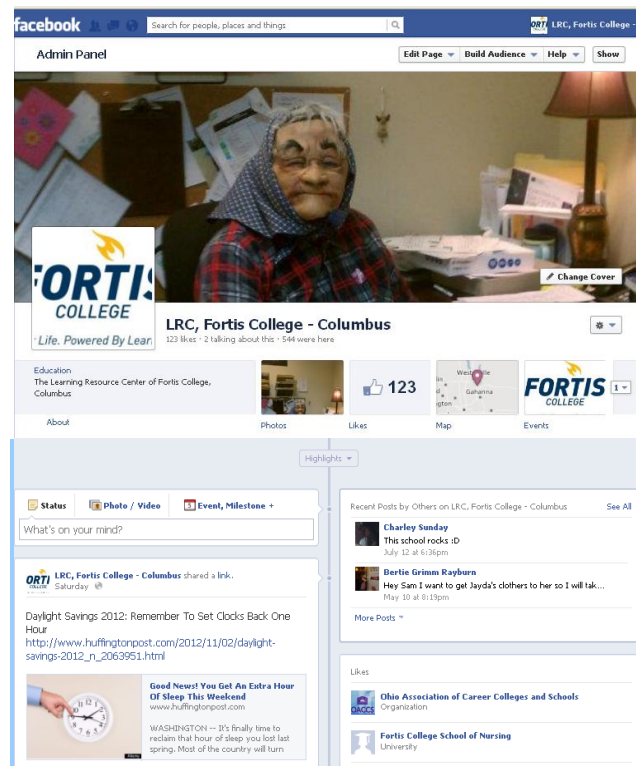 facebook
Search for people, places and things
ORTI LRC, Fortis College -
Admin Panel
Edit Page
Build Audience
Help
Show
Change Cover
FORTIS
COLLEGE
Life. Powered By Lear
LRC, Fortis College - Columbus
123 likes · 2 talking about this · 544 were here
Education
The Learning Resource Center of Fortis College,
Columbus
About
Photos
123
Likes
Gahanna
Map
FORTIS
COLLEGE
Events
1
Highlights
Status
Photo / Video
Event, Milestone +
What's on your mind?
ORTI
LRC, Fortis College - Columbus shared a link.
Saturday
Daylight Savings 2012: Remember To Set Clocks Back One
Hour
http://www.huffingtonpost.com/2012/11/02/daylight-
savings-2012_n_2063951.html
Good News! You Get An Extra Hour
Of Sleep This Weekend
www.huffingtonpost.com
WASHINGTON -- It's finally time to
reclaim that hour of sleep you lost last
spring. Most of the country will turn
Recent Posts by Others on LRC, Fortis College - Columbus
See All
Charley Sunday
This school rocks :D
July 12 at 6:36pm
Bertie Grimm Rayburn
Hey Sam I want to get Jayda's clothers to her so I will tak...
May 10 at 8:19pm
More Posts
Likes
OACCS
Ohio Association of Career Colleges and Schools
Organization
Fortis College School of Nursing
University